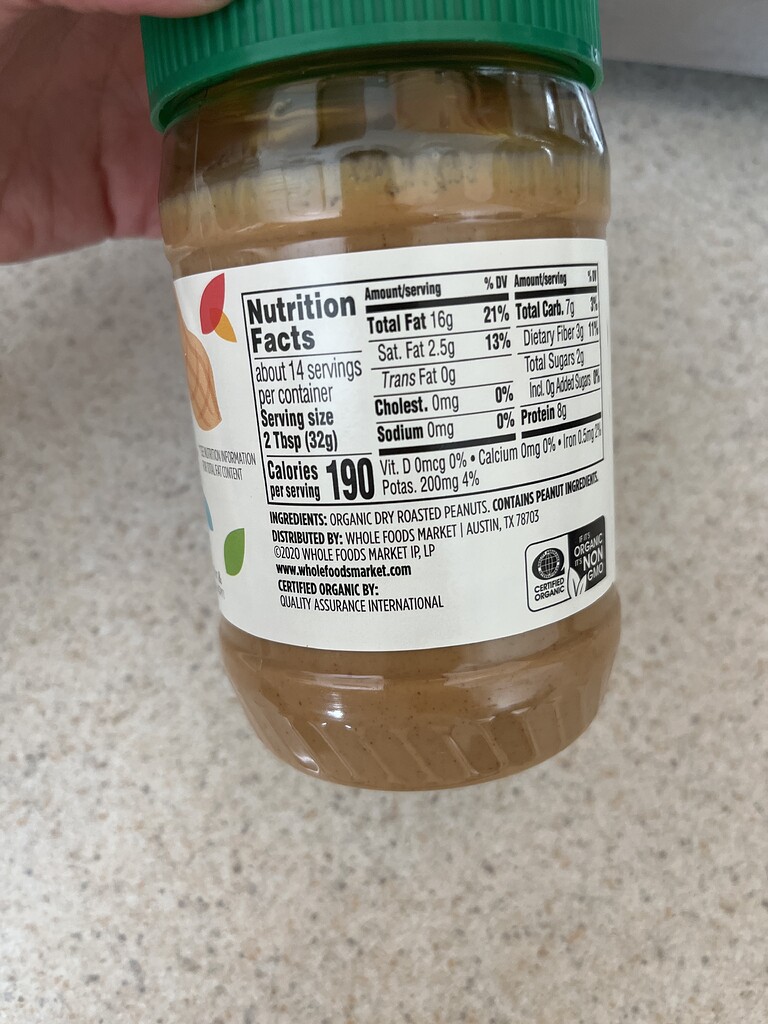 Nutrition
Facts
about 14 servings
per container
Serving size
2 Tbsp (32g)
Calories
per serving
190
Amount/serving % DV
Total Fat 16g 21%
Sat. Fat 2.5g 13%
Trans Fat 0g
Cholest. 0mg 0%
Sodium 0mg 0%
Amount/serving % DV
Total Carb. 7g 3%
Dietary Fiber 3g 11%
Total Sugars 2g
Incl. 0g Added Sugars 0%
Protein 8g
Vit. D 0mcg 0% • Calcium 0mg 0% • Iron 0.5mg 2%
Potas. 200mg 4%
NUTRITION INFORMATION
FAT CONTENT
INGREDIENTS: ORGANIC DRY ROASTED PEANUTS. CONTAINS PEANUT INGREDIENTS.
DISTRIBUTED BY: WHOLE FOODS MARKET | AUSTIN, TX 78703
©2020 WHOLE FOODS MARKET IP, LP
www.wholefoodsmarket.com
CERTIFIED ORGANIC BY:
QUALITY ASSURANCE INTERNATIONAL
CERTIFIED
ORGANIC
IF IT'S
ORGANIC
IT'S NON
GMO